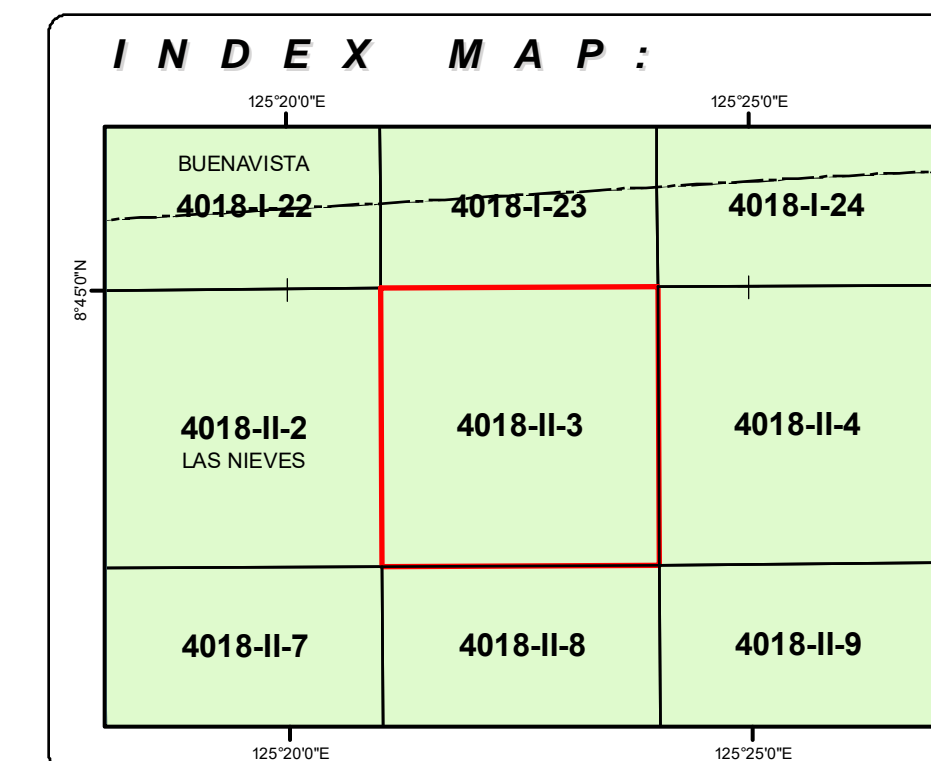 INDEX MAP:
125°20'0"E 125°25'0"E
BUENAVISTA
4018-I-22 4018-I-23 4018-I-24
8°45'0"N
4018-II-2 4018-II-3 4018-II-4
LAS NIEVES
4018-II-7 4018-II-8 4018-II-9
125°20'0"E 125°25'0"E